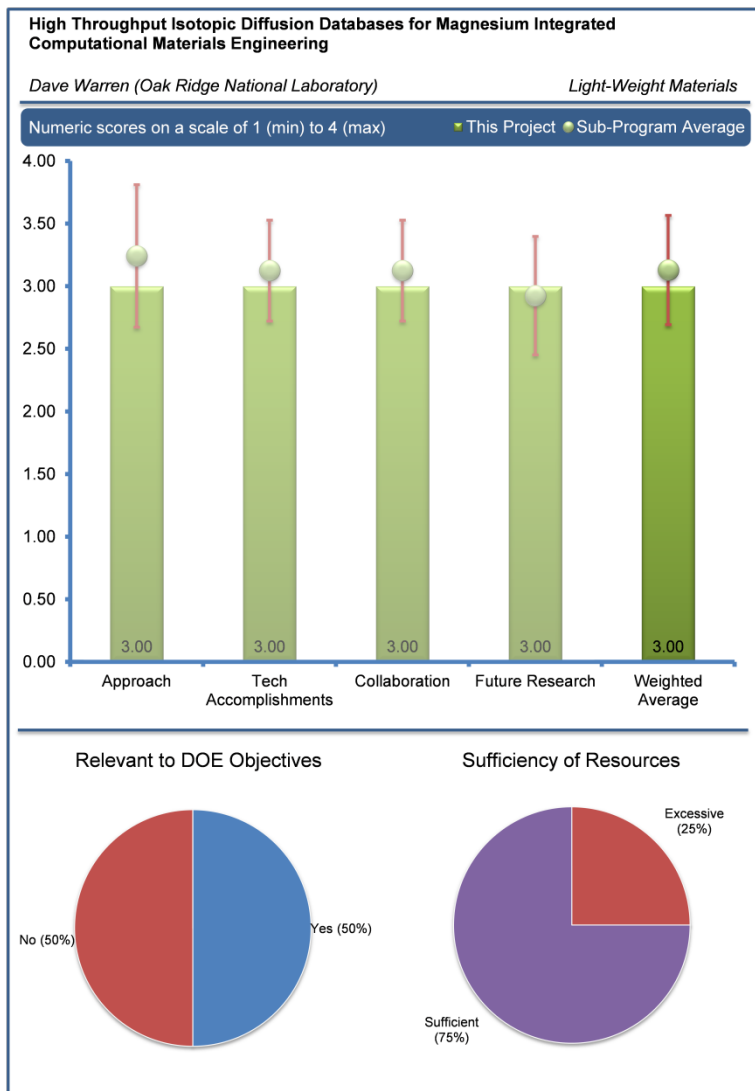 High Throughput Isotopic Diffusion Databases for Magnesium Integrated
Computational Materials Engineering
Dave Warren (Oak Ridge National Laboratory) Light-Weight Materials
Numeric scores on a scale of 1 (min) to 4 (max) This Project Sub-Program Average
4.00
3.50
3.00
2.50
2.00
1.50
1.00
0.50
0.00
3.00 3.00 3.00 3.00 3.00
Approach Tech Accomplishments Collaboration Future Research Weighted Average
Relevant to DOE Objectives
No (50%)
Yes (50%)
Sufficiency of Resources
Excessive
(25%)
Sufficient
(75%)